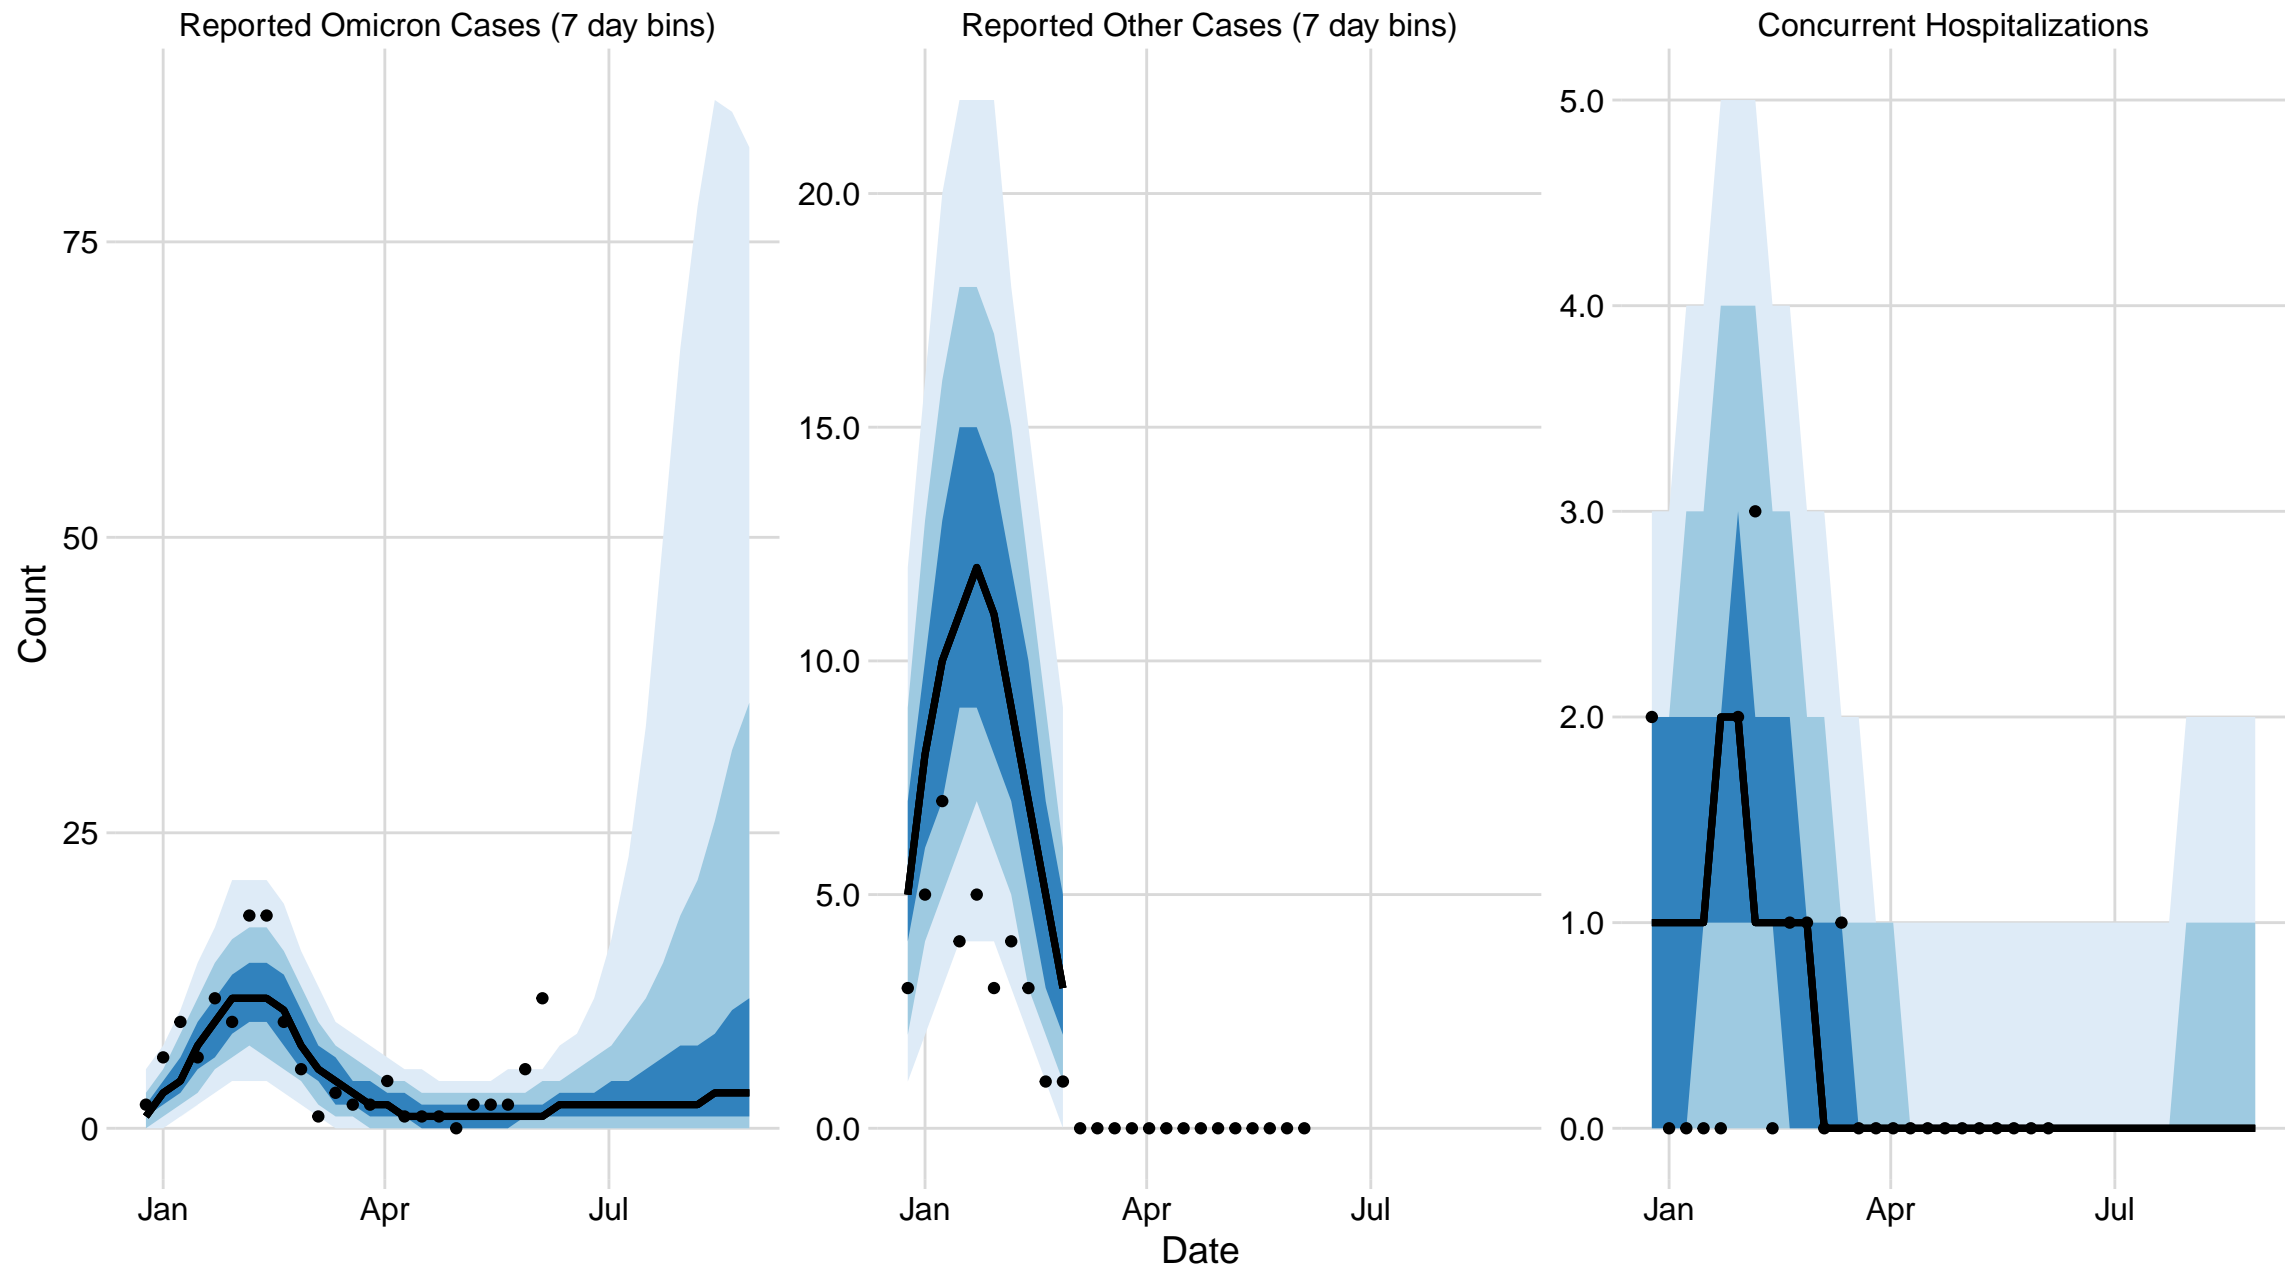 Reported Omicron Cases (7 day bins)
Reported Other Cases (7 day bins)
Concurrent Hospitalizations
Count
75
50
25
0
20.0
15.0
10.0
5.0
0.0
5.0
4.0
3.0
2.0
1.0
0.0
Jan Apr Jul
Jan Apr Jul
Jan Apr Jul
Date